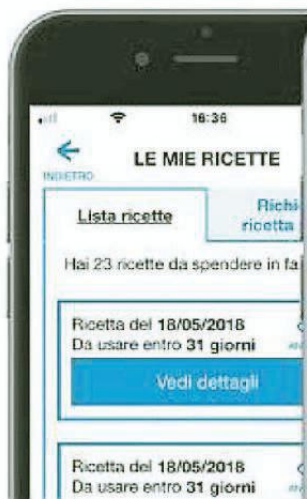 16:36
INDIETRO
LE MIE RICETTE
Lista ricette
Richi
ricetta
Hai 23 ricette da spendere in fa
Ricetta del 18/05/2018
Da usare entro 31 giorni
Vedi dettagli
Ricetta del 18/05/2018
Da usare entro 31 giorni